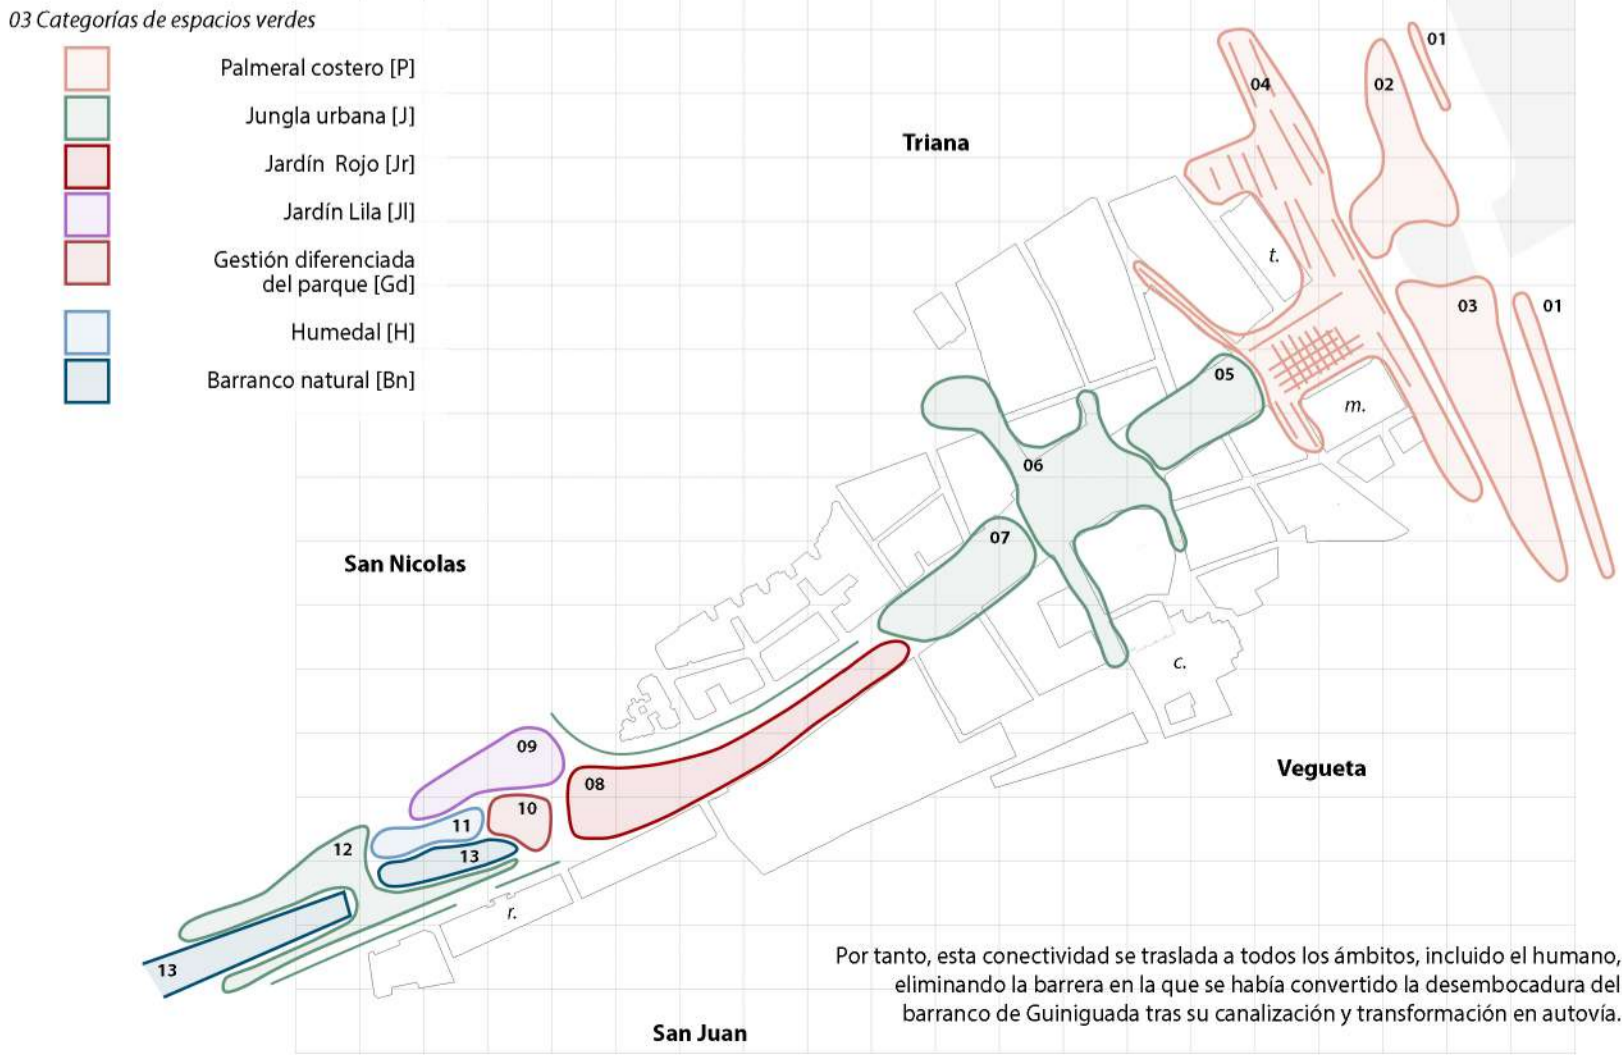 03 Categorías de espacios verdes
Palmeral costero [P]
Jungla urbana [J]
Jardín Rojo [Jr]
Jardín Lila [Jl]
Gestión diferenciada
del parque [Gd]
Humedal [H]
Barranco natural [Bn]
01
02
04
Triana
t.
03
01
05
m.
06
07
San Nicolas
c.
Vegueta
09
08
10
11
12
13
r.
13
Por tanto, esta conectividad se traslada a todos los ámbitos, incluido el humano,
eliminando la barrera en la que se había convertido la desembocadura del
barranco de Guiniguada tras su canalización y transformación en autovía.
San Juan